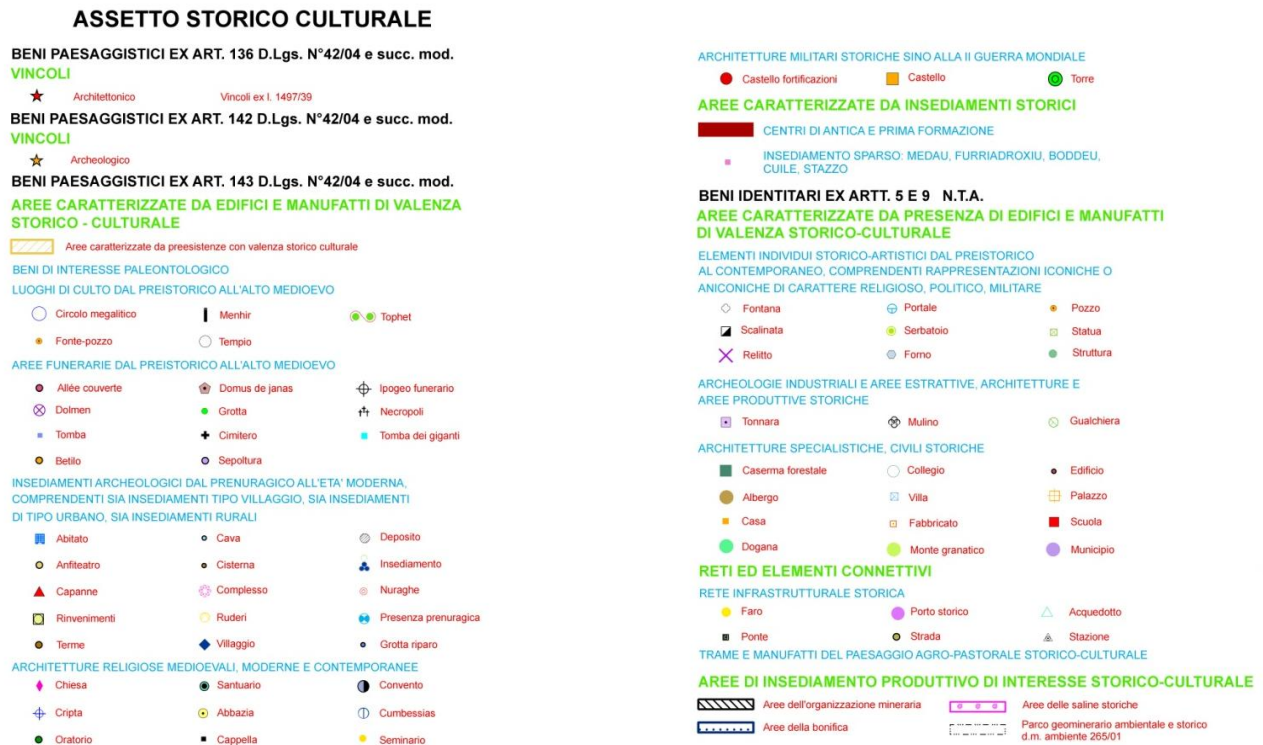 ASSETTO STORICO CULTURALE
BENI PAESAGGISTICI EX ART. 136 D.Lgs. N°42/04 e succ. mod.
VINCOLI
Architettonico Vincoli ex l. 1497/39
BENI PAESAGGISTICI EX ART. 142 D.Lgs. N°42/04 e succ. mod.
VINCOLI
Archeologico
BENI PAESAGGISTICI EX ART. 143 D.Lgs. N°42/04 e succ. mod.
AREE CARATTERIZZATE DA EDIFICI E MANUFATTI DI VALENZA
STORICO - CULTURALE
Aree caratterizzate da preesistenze con valenza storico culturale
BENI DI INTERESSE PALEONTOLOGICO
LUOGHI DI CULTO DAL PREISTORICO ALL'ALTO MEDIOEVO
Circolo megalitico Menhir Tophet
Fonte-pozzo Tempio
AREE FUNERARIE DAL PREISTORICO ALL'ALTO MEDIOEVO
Allée couverte Domus de janas Ipogeo funerario
Dolmen Grotta Necropoli
Tomba Cimitero Tomba dei giganti
Betilo Sepoltura
INSEDIAMENTI ARCHEOLOGICI DAL PRENURAGICO ALL'ETA' MODERNA,
COMPRENDENTI SIA INSEDIAMENTI TIPO VILLAGGIO, SIA INSEDIAMENTI
DI TIPO URBANO, SIA INSEDIAMENTI RURALI
Abitato Cava Deposito
Anfiteatro Cisterna Insediamento
Capanne Complesso Nuraghe
Rinvenimenti Ruderi Presenza prenuragica
Terme Villaggio Grotta riparo
ARCHITETTURE RELIGIOSE MEDIOEVALI, MODERNE E CONTEMPORANEE
Chiesa Santuario Convento
Cripta Abbazia Cumbessias
Oratorio Cappella Seminario
ARCHITETTURE MILITARI STORICHE SINO ALLA II GUERRA MONDIALE
Castello fortificazioni Castello Torre
AREE CARATTERIZZATE DA INSEDIAMENTI STORICI
CENTRI DI ANTICA E PRIMA FORMAZIONE
INSEDIAMENTO SPARSO: MEDAU, FURRIADROXIU, BODDEU,
CUILE, STAZZO
BENI IDENTITARI EX ARTT. 5 E 9 N.T.A.
AREE CARATTERIZZATE DA PRESENZA DI EDIFICI E MANUFATTI
DI VALENZA STORICO-CULTURALE
ELEMENTI INDIVIDUI STORICO-ARTISTICI DAL PREISTORICO
AL CONTEMPORANEO, COMPRENDENTI RAPPRESENTAZIONI ICONICHE O
ANICONICHE DI CARATTERE RELIGIOSO, POLITICO, MILITARE
Fontana Portale Pozzo
Scalinata Serbatoio Statua
Relitto Forno Struttura
ARCHEOLOGIE INDUSTRIALI E AREE ESTRATTIVE, ARCHITETTURE E
AREE PRODUTTIVE STORICHE
Tonnara Mulino Gualchiera
ARCHITETTURE SPECIALISTICHE, CIVILI STORICHE
Caserma forestale Collegio Edificio
Albergo Villa Palazzo
Casa Fabbricato Scuola
Dogana Monte granatico Municipio
RETI ED ELEMENTI CONNETTIVI
RETE INFRASTRUTTURALE STORICA
Faro Porto storico Acquedotto
Ponte Strada Stazione
TRAME E MANUFATTI DEL PAESAGGIO AGRO-PASTORALE STORICO-CULTURALE
AREE DI INSEDIAMENTO PRODUTTIVO DI INTERESSE STORICO-CULTURALE
Aree dell'organizzazione mineraria Aree delle saline storiche
Aree della bonifica Parco geominerario ambientale e storico
d.m. ambiente 265/01